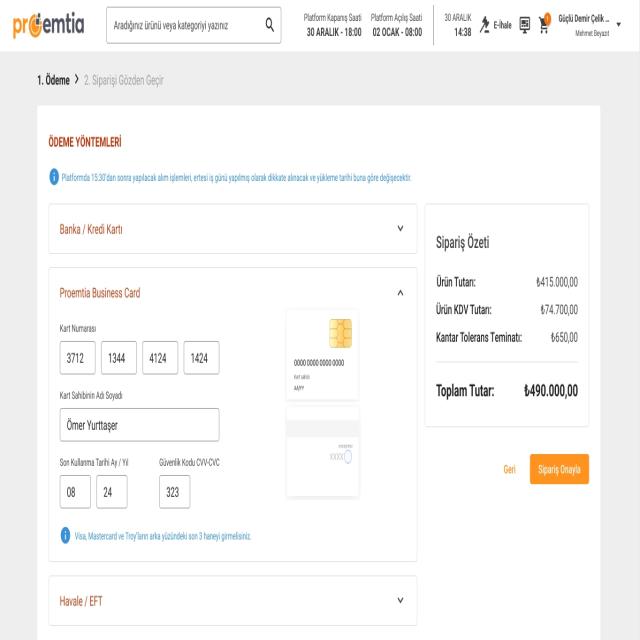 proemtia
Aradığınız ürünü veya kategoriyi yazınız
Platform Kapanış Saati
30 ARALIK - 18:00
Platform Açılış Saati
02 OCAK - 08:00
30 ARALIK
14:38
E-İhale
1
Güçlü Demir Çelik ...
Mehmet Beyazıt
1. Ödeme > 2. Siparişi Gözden Geçir
ÖDEME YÖNTEMLERİ
Platformda 15:30'dan sonra yapılacak alım işlemleri, ertesi iş günü yapılmış olarak dikkate alınacak ve yükleme tarihi buna göre değişecektir.
Banka / Kredi Kartı
Proemtia Business Card
Kart Numarası
3712 1344 4124 1424
Kart Sahibinin Adı Soyadı
Ömer Yurttaşer
Son Kullanma Tarihi Ay / Yıl
08 24
Güvenlik Kodu CVV-CVC
323
0000 0000 0000 0000
Kart sahibi
AA/YY
XXXX
Visa, Mastercard ve Troy'ların arka yüzündeki son 3 haneyi girmelisiniz.
Havale / EFT
Sipariş Özeti
Ürün Tutarı: ₺415.000,00
Ürün KDV Tutarı: ₺74.700,00
Kantar Tolerans Teminatı: ₺650,00
Toplam Tutar: ₺490.000,00
Geri
Sipariş Onayla